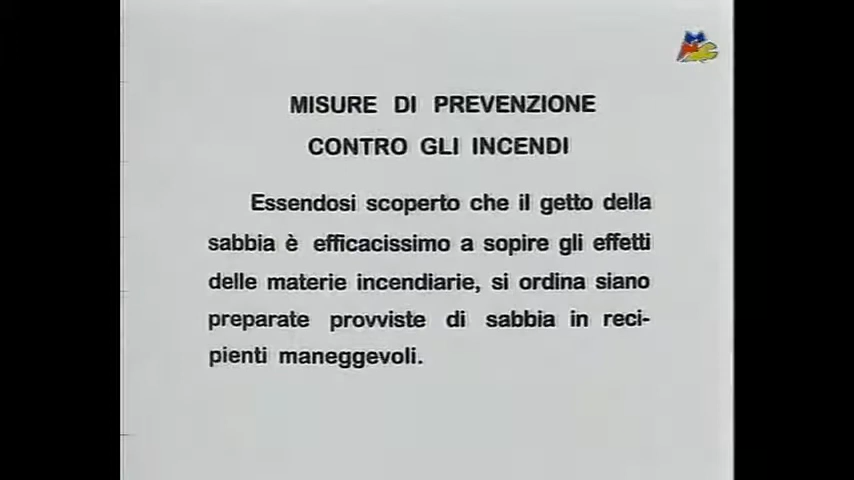 MISURE DI PREVENZIONE
CONTRO GLI INCENDI
Essendosi scoperto che il getto della
sabbia è efficacissimo a sopire gli effetti
delle materie incendiarie, si ordina siano
preparate provviste di sabbia in reci-
pienti maneggevoli.